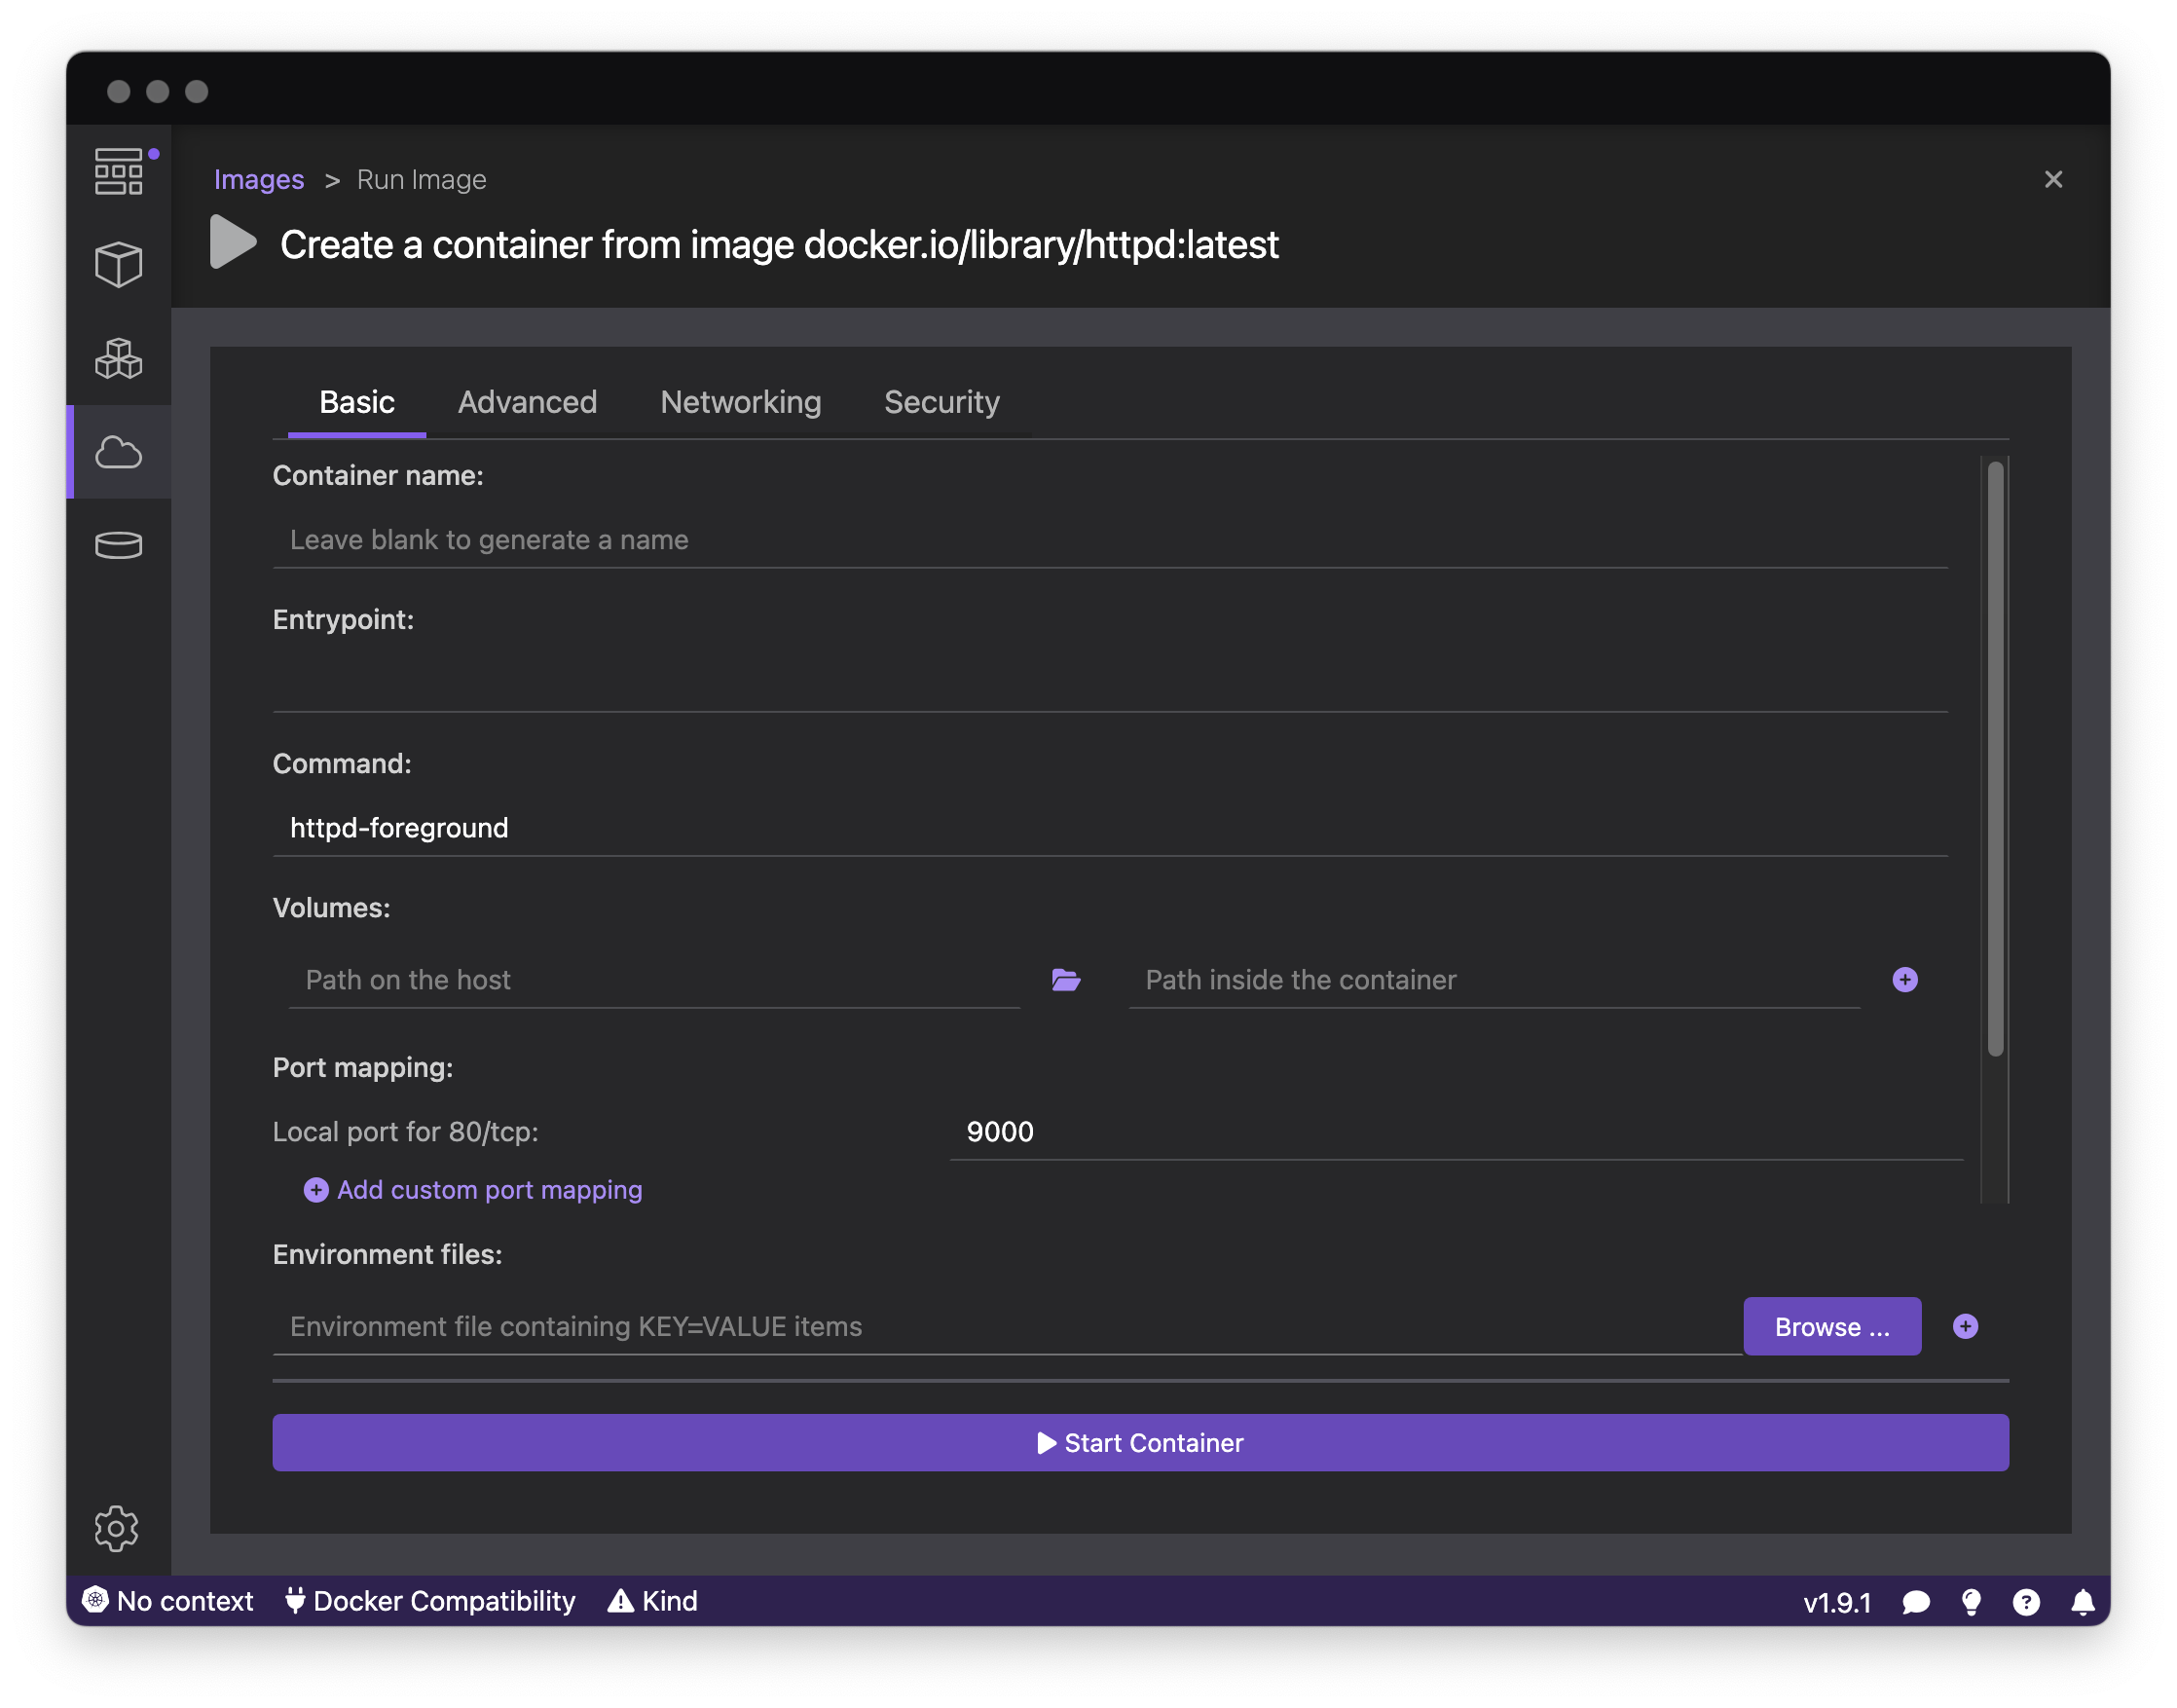 Images > Run Image
Create a container from image docker.io/library/httpd:latest
Basic Advanced Networking Security
Container name:
Leave blank to generate a name
Entrypoint:
Command:
httpd-foreground
Volumes:
Path on the host Path inside the container
Port mapping:
Local port for 80/tcp: 9000
Add custom port mapping
Environment files:
Environment file containing KEY=VALUE items Browse ...
Start Container
No context Docker Compatibility Kind v1.9.1